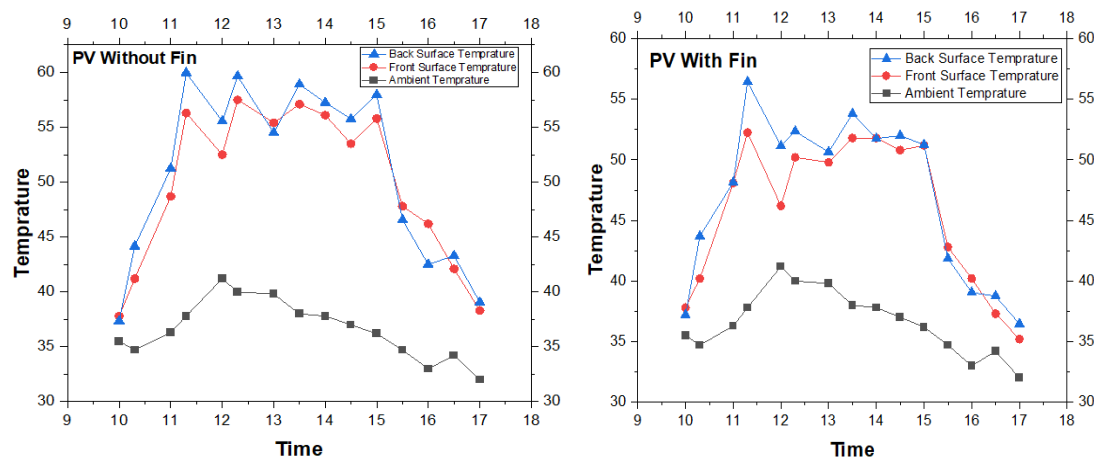 9 10 11 12 13 14 15 16 17 18
PV Without Fin
Back Surface Temprature
Front Surface Temprature
Ambient Temprature
60 60
55 55
50 50
45 45
40 40
35 35
30 30
Temprature
9 10 11 12 13 14 15 16 17 18
Time
9 10 11 12 13 14 15 16 17 18
PV With Fin
Back Surface Temprature
Front Surface Temprature
Ambient Temprature
60 60
55 55
50 50
45 45
40 40
35 35
30 30
Temprature
9 10 11 12 13 14 15 16 17 18
Time